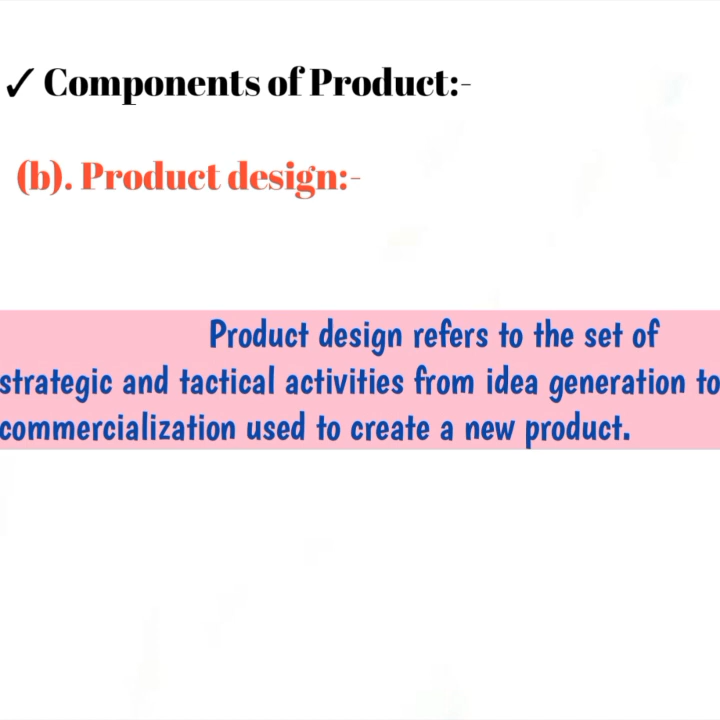 ✓ Components of Product:-
(b). Product design:-
Product design refers to the set of
strategic and tactical activities from idea generation to
commercialization used to create a new product.